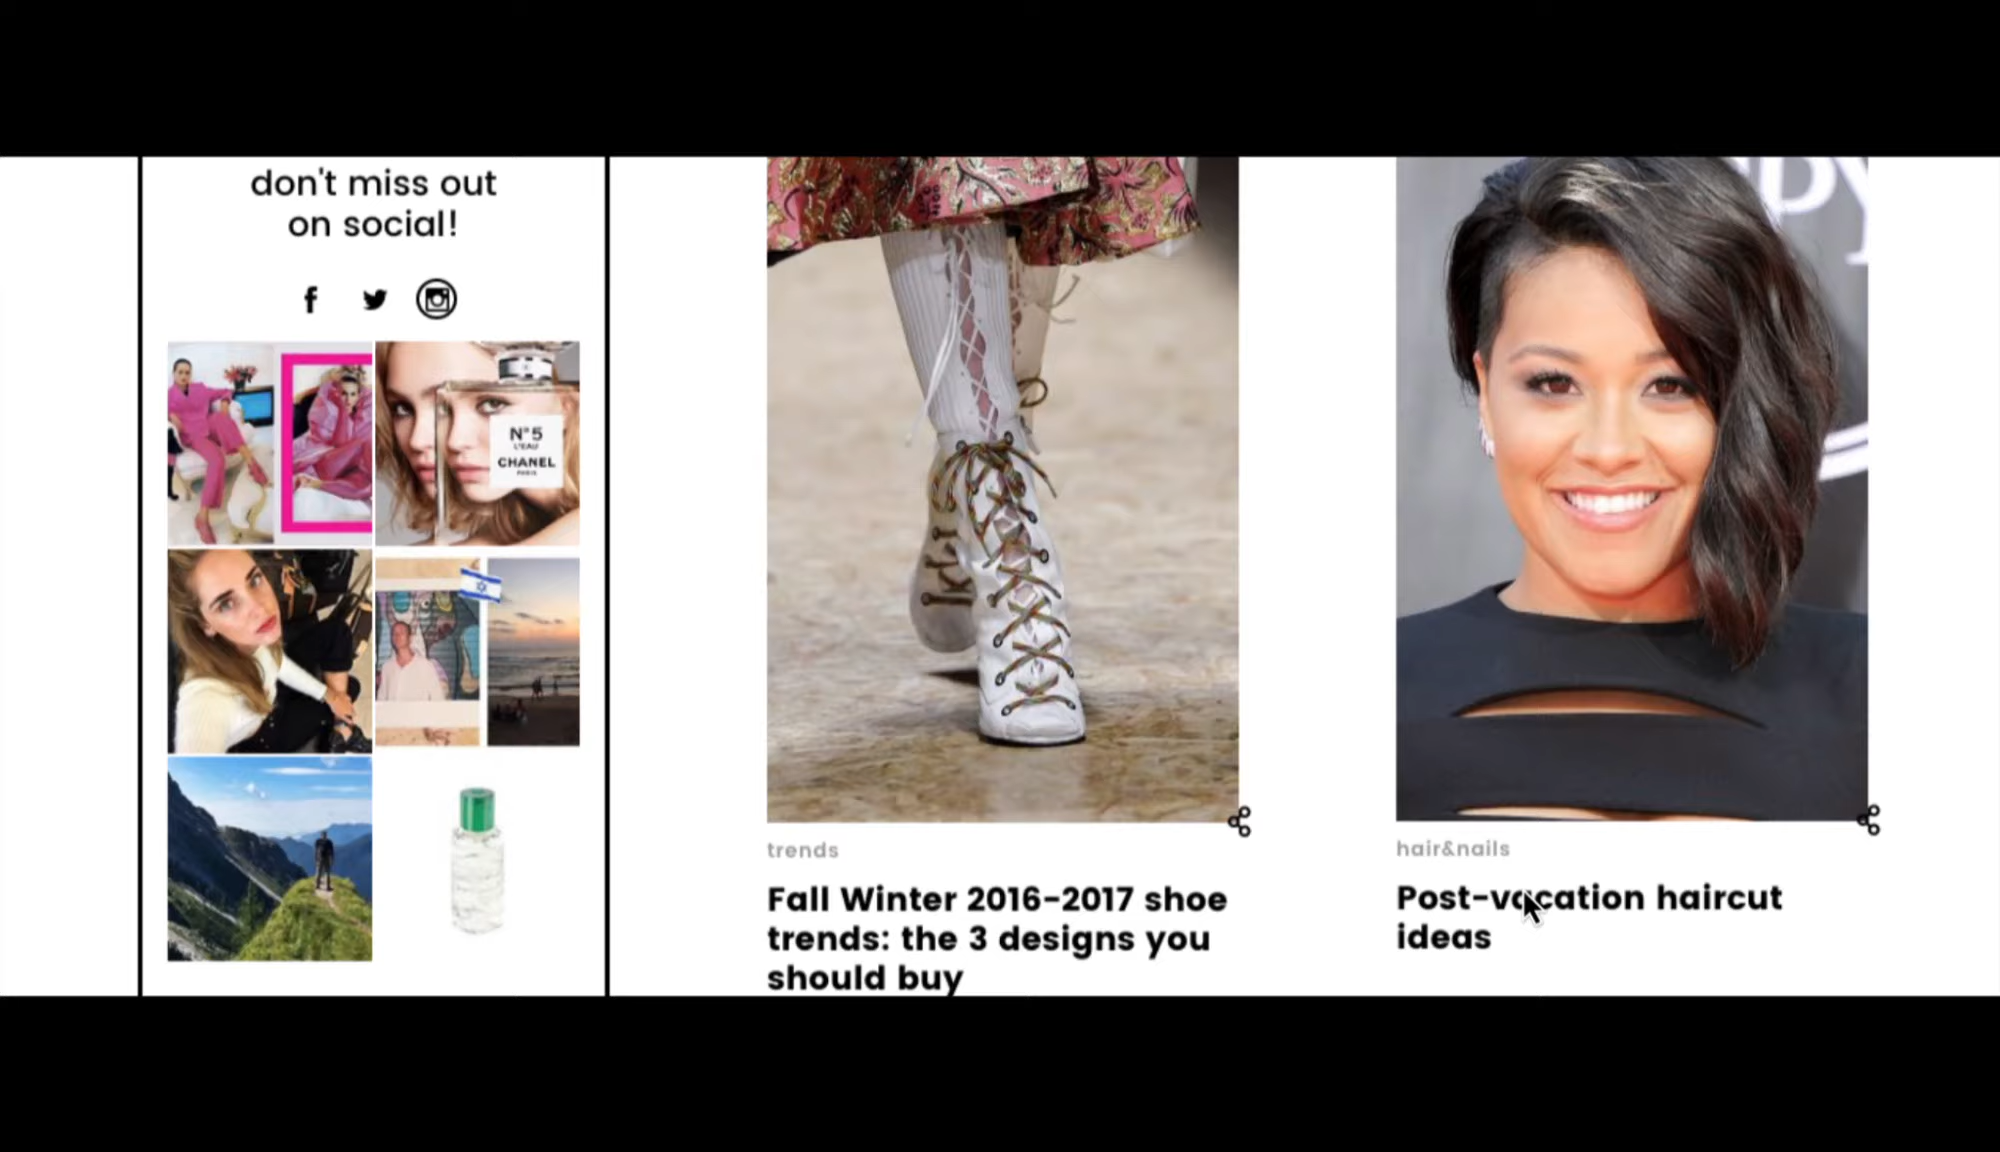 don't miss out
on social!
N°5
L'EAU
CHANEL
PARIS
trends
Fall Winter 2016-2017 shoe
trends: the 3 designs you
should buy
hair&nails
Post-vacation haircut
ideas